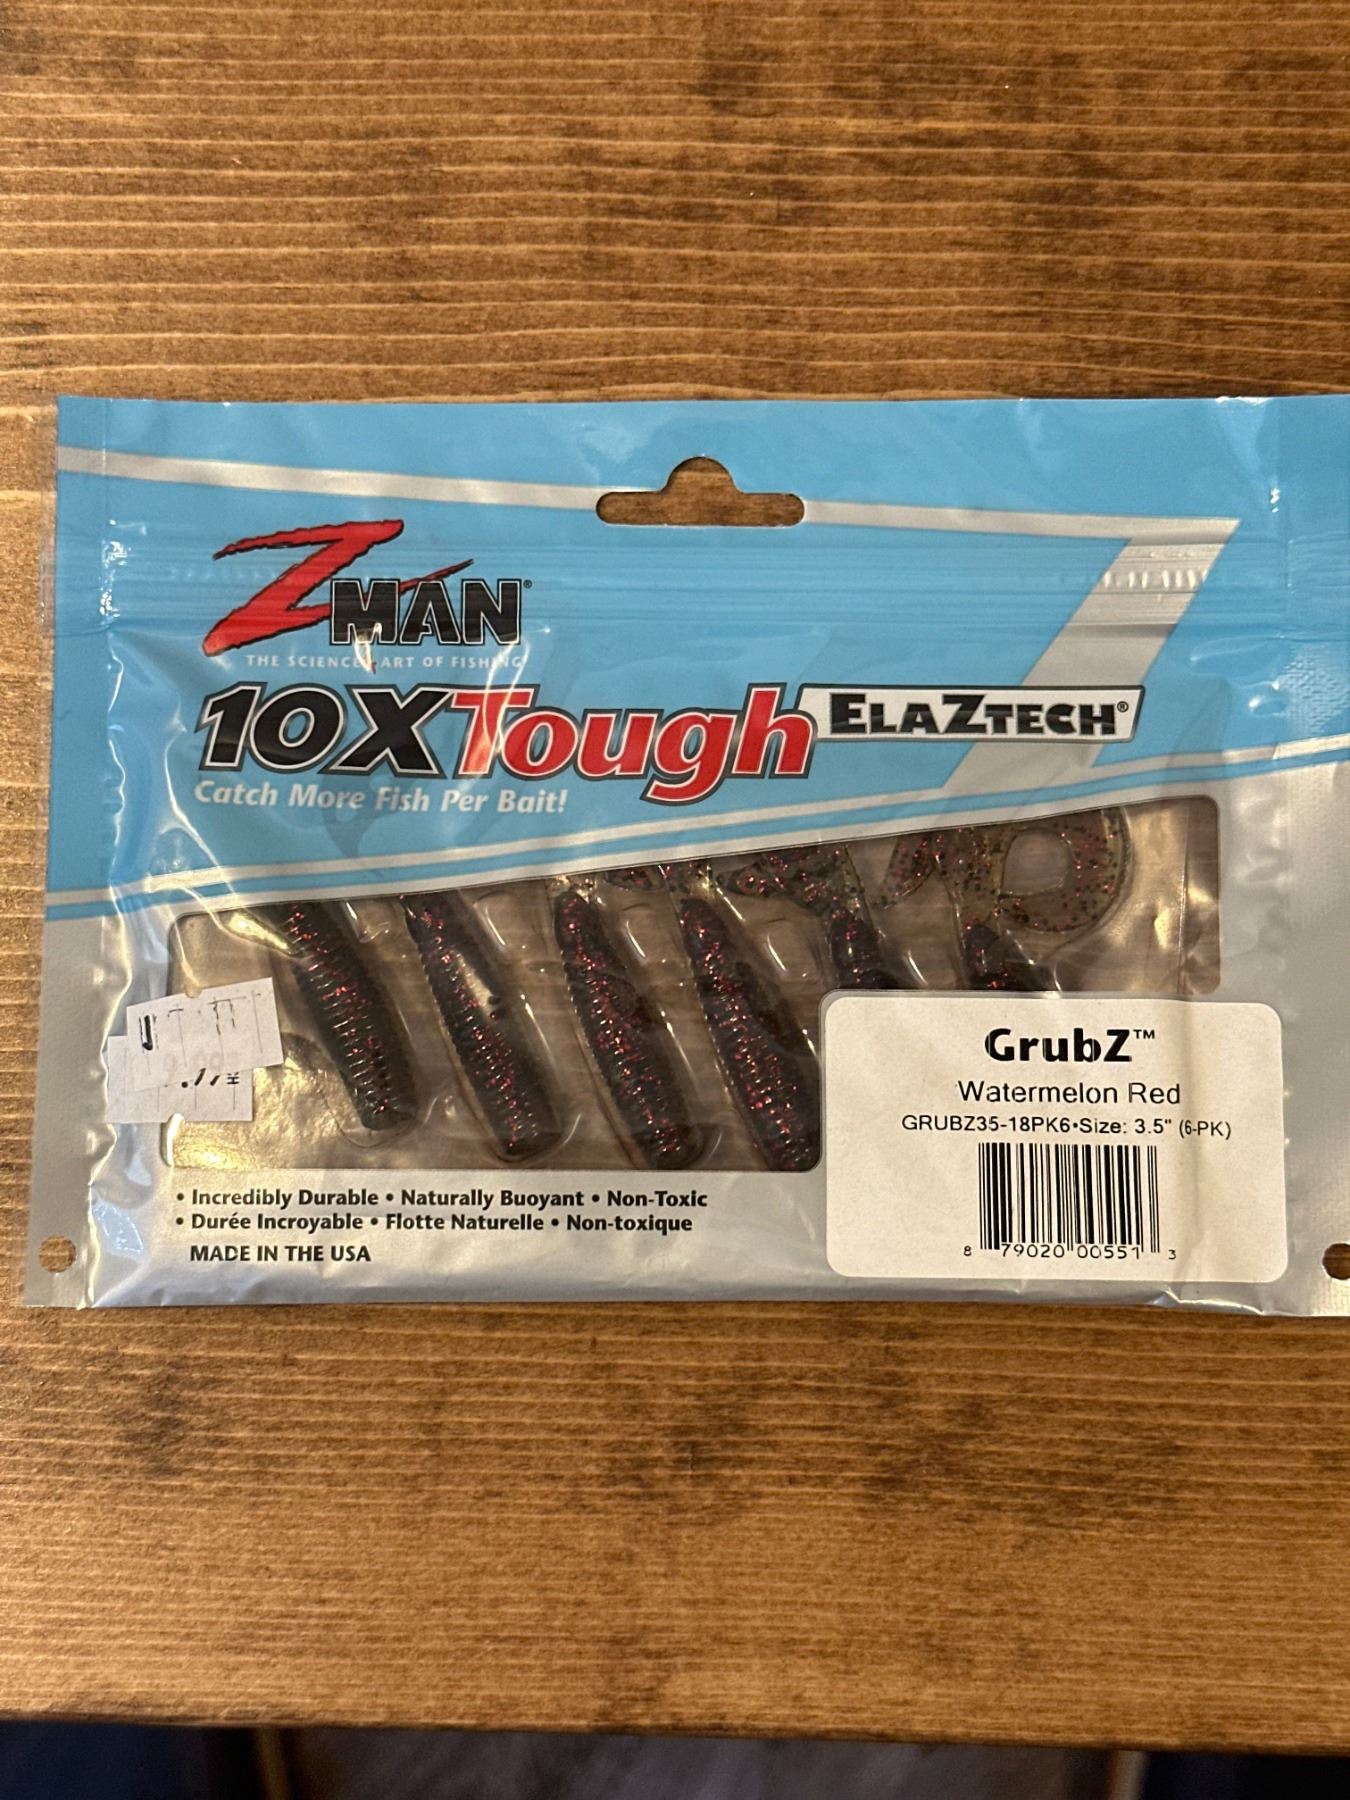 ZMAN®
THE SCIENCE & ART OF FISHING
10X Tough ELAZTECH®
Catch More Fish Per Bait!
GrubZ™
Watermelon Red
GRUBZ35-18PK6•Size: 3.5" (6-PK)
8 79020 00551 3
• Incredibly Durable • Naturally Buoyant • Non-Toxic
• Durée Incroyable • Flotte Naturelle • Non-toxique
MADE IN THE USA